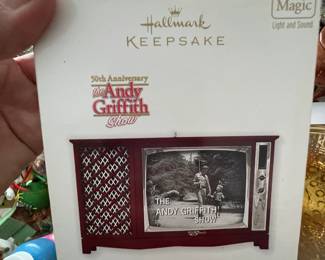 Hallmark
KEEPSAKE
Magic
Light and Sound
50th Anniversary
the
Andy
Griffith
Show
THE
ANDY GRIFFITH
SHOW